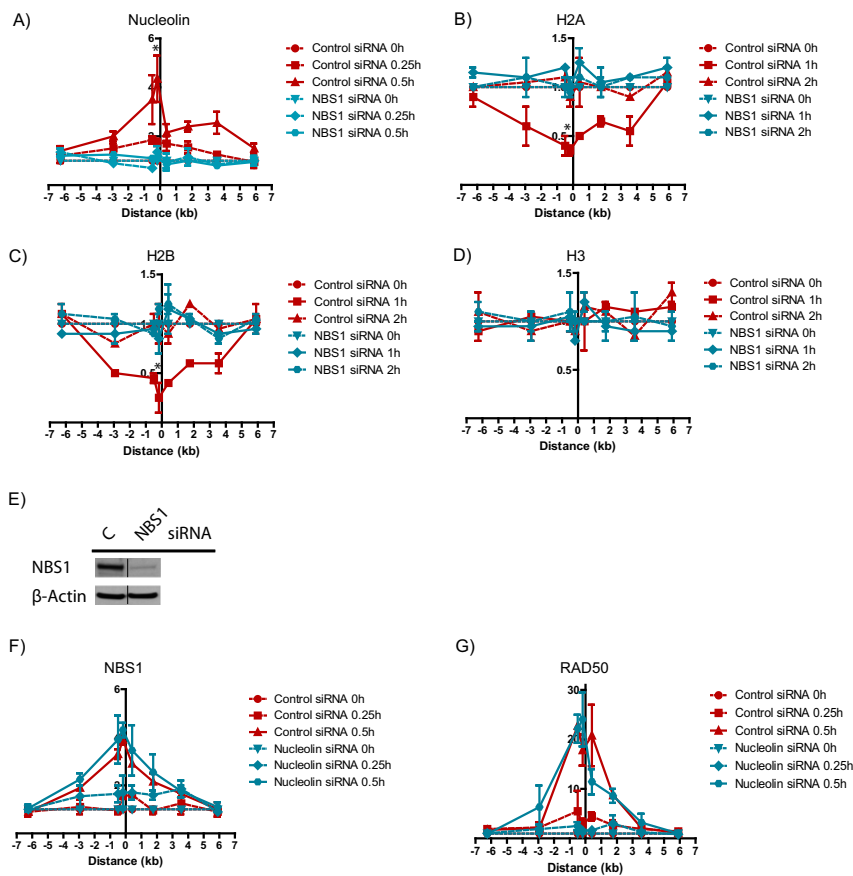 A)
Nucleolin
6
*
2
-7 -6 -5 -4 -3 -2 -1 0 1 2 3 4 5 6 7
Distance (kb)
Control siRNA 0h
Control siRNA 0.25h
Control siRNA 0.5h
NBS1 siRNA 0h
NBS1 siRNA 0.25h
NBS1 siRNA 0.5h
B)
H2A
1.5
1.0
0.5
*
-7 -6 -5 -4 -3 -2 -1 0 1 2 3 4 5 6 7
Distance (kb)
Control siRNA 0h
Control siRNA 1h
Control siRNA 2h
NBS1 siRNA 0h
NBS1 siRNA 1h
NBS1 siRNA 2h
C)
H2B
1.5
0.5
*
-7 -6 -5 -4 -3 -2 -1 0 1 2 3 4 5 6 7
Distance (kb)
Control siRNA 0h
Control siRNA 1h
Control siRNA 2h
NBS1 siRNA 0h
NBS1 siRNA 1h
NBS1 siRNA 2h
D)
H3
1.5
0.5
-7 -6 -5 -4 -3 -2 -1 0 1 2 3 4 5 6 7
Distance (kb)
Control siRNA 0h
Control siRNA 1h
Control siRNA 2h
NBS1 siRNA 0h
NBS1 siRNA 1h
NBS1 siRNA 2h
E)
C NBS1 siRNA
NBS1
β-Actin
F)
NBS1
6
2
-7 -6 -5 -4 -3 -2 -1 0 1 2 3 4 5 6 7
Distance (kb)
Control siRNA 0h
Control siRNA 0.25h
Control siRNA 0.5h
Nucleolin siRNA 0h
Nucleolin siRNA 0.25h
Nucleolin siRNA 0.5h
G)
RAD50
30
20
10
-7 -6 -5 -4 -3 -2 -1 0 1 2 3 4 5 6 7
Distance (kb)
Control siRNA 0h
Control siRNA 0.25h
Control siRNA 0.5h
Nucleolin siRNA 0h
Nucleolin siRNA 0.25h
Nucleolin siRNA 0.5h